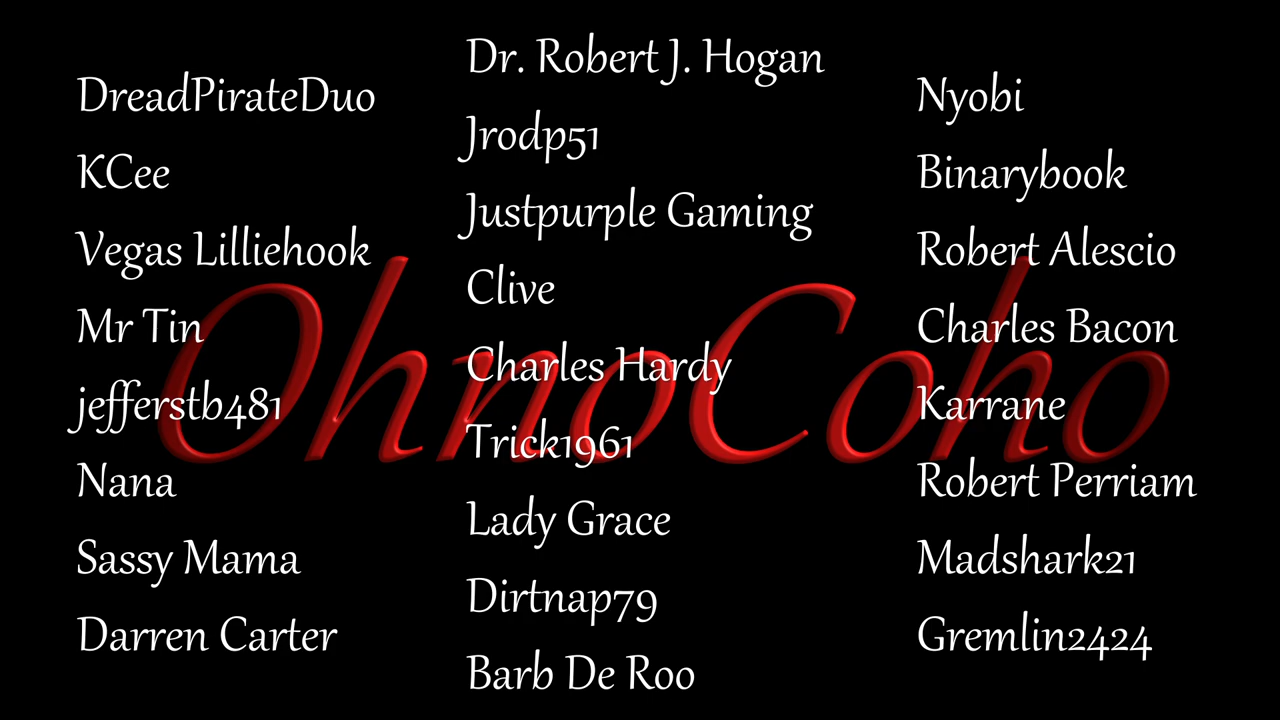 DreadPirateDuo
KCee
Vegas Lilliehook
Mr Tin
jefferstb481
Nana
Sassy Mama
Darren Carter
Dr. Robert J. Hogan
Jrodp51
Justpurple Gaming
Clive
Charles Hardy
Trick1961
Lady Grace
Dirtnap79
Barb De Roo
Nyobi
Binarybook
Robert Alescio
Charles Bacon
Karrane
Robert Perriam
Madshark21
Gremlin2424
OhnoCoho